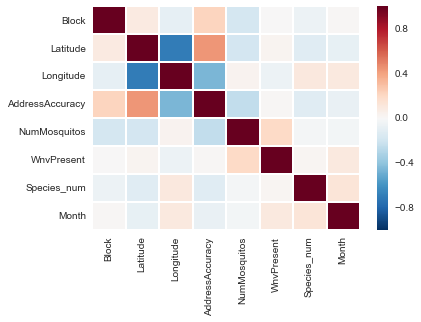 Block
Latitude
Longitude
AddressAccuracy
NumMosquitos
WnvPresent
Species_num
Month
Block
Latitude
Longitude
AddressAccuracy
NumMosquitos
WnvPresent
Species_num
Month
0.8
0.4
0.0
−0.4
−0.8